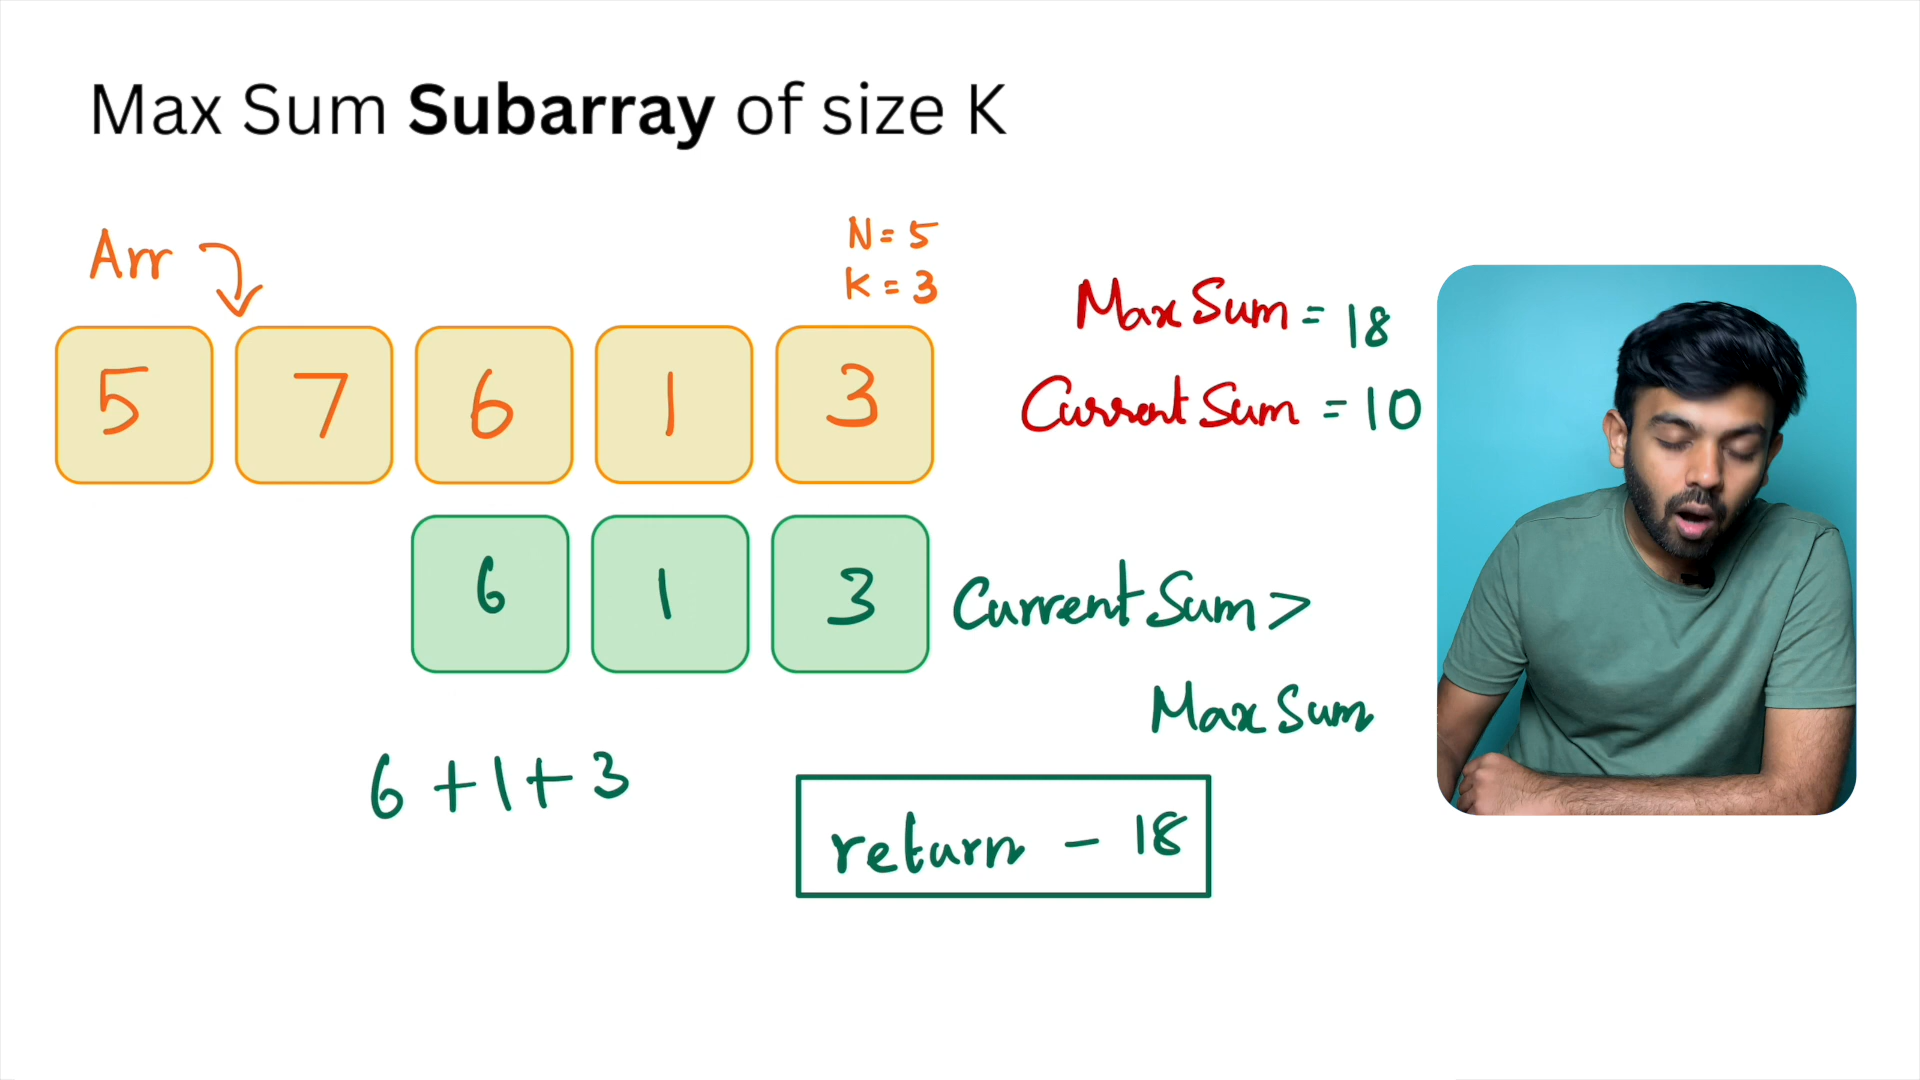 Max Sum Subarray of size K
Arr
N = 5
K = 3
5 7 6 1 3
Max Sum = 18
Current Sum = 10
6 1 3
Current Sum >
Max Sum
6 + 1 + 3
return - 18